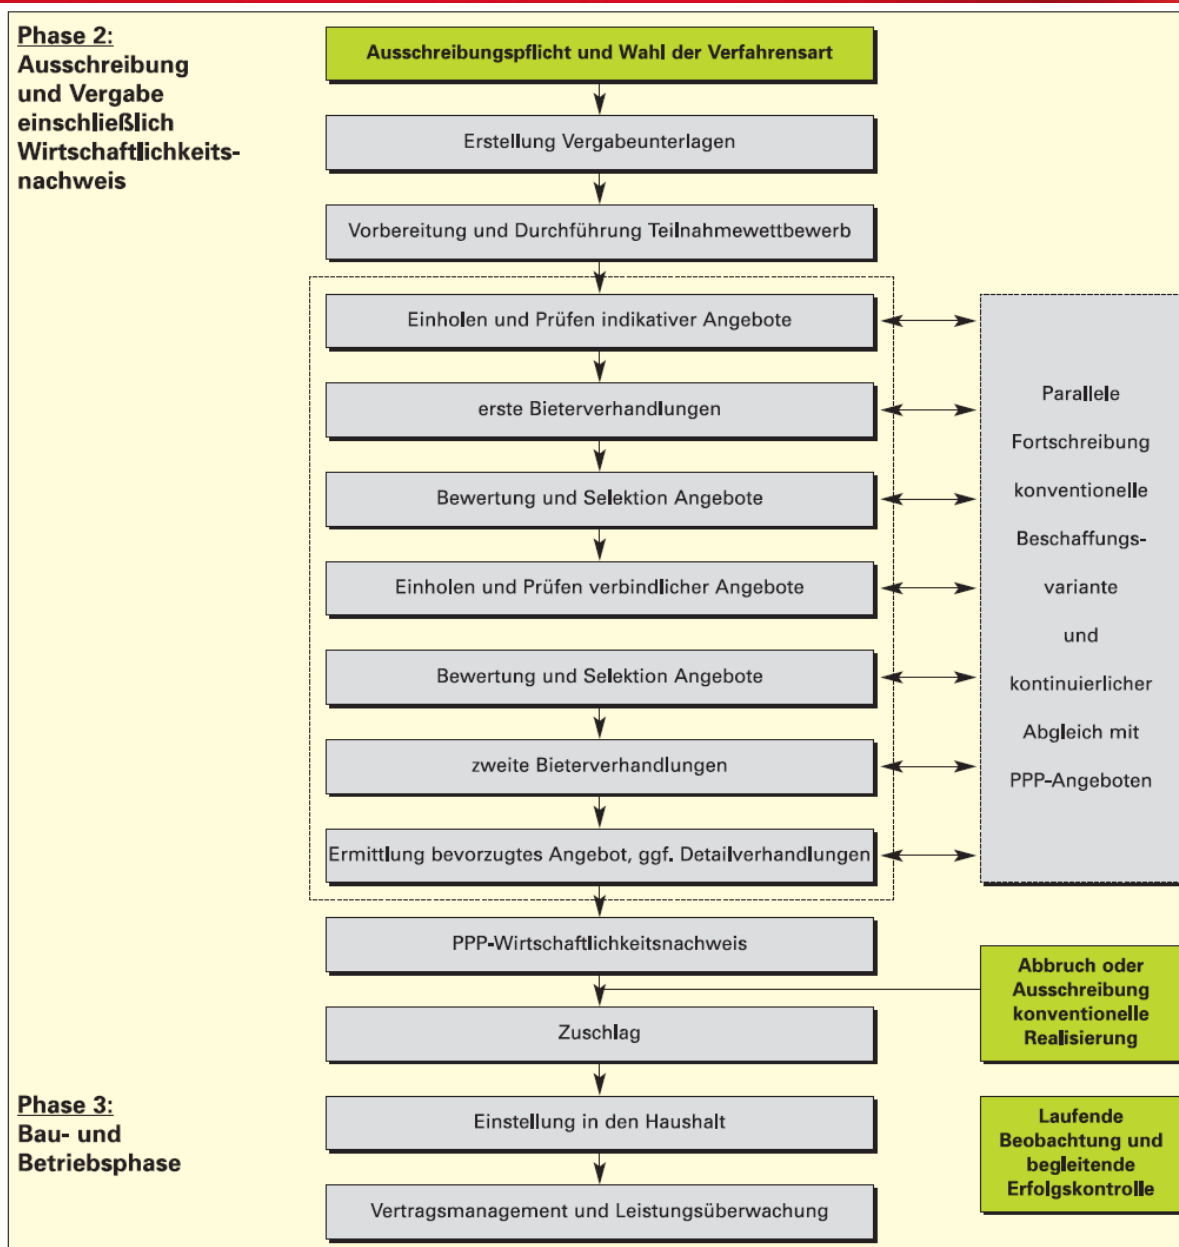 Phase 2:
Ausschreibung
und Vergabe
einschließlich
Wirtschaftlichkeits-
nachweis
Ausschreibungspflicht und Wahl der Verfahrensart
Erstellung Vergabeunterlagen
Vorbereitung und Durchführung Teilnahmewettbewerb
Einholen und Prüfen indikativer Angebote
erste Bieterverhandlungen
Bewertung und Selektion Angebote
Einholen und Prüfen verbindlicher Angebote
Bewertung und Selektion Angebote
zweite Bieterverhandlungen
Ermittlung bevorzugtes Angebot, ggf. Detailverhandlungen
Parallele
Fortschreibung
konventionelle
Beschaffungs-
variante
und
kontinuierlicher
Abgleich mit
PPP-Angeboten
PPP-Wirtschaftlichkeitsnachweis
Abbruch oder
Ausschreibung
konventionelle
Realisierung
Zuschlag
Phase 3:
Bau- und
Betriebsphase
Einstellung in den Haushalt
Vertragsmanagement und Leistungsüberwachung
Laufende
Beobachtung und
begleitende
Erfolgskontrolle